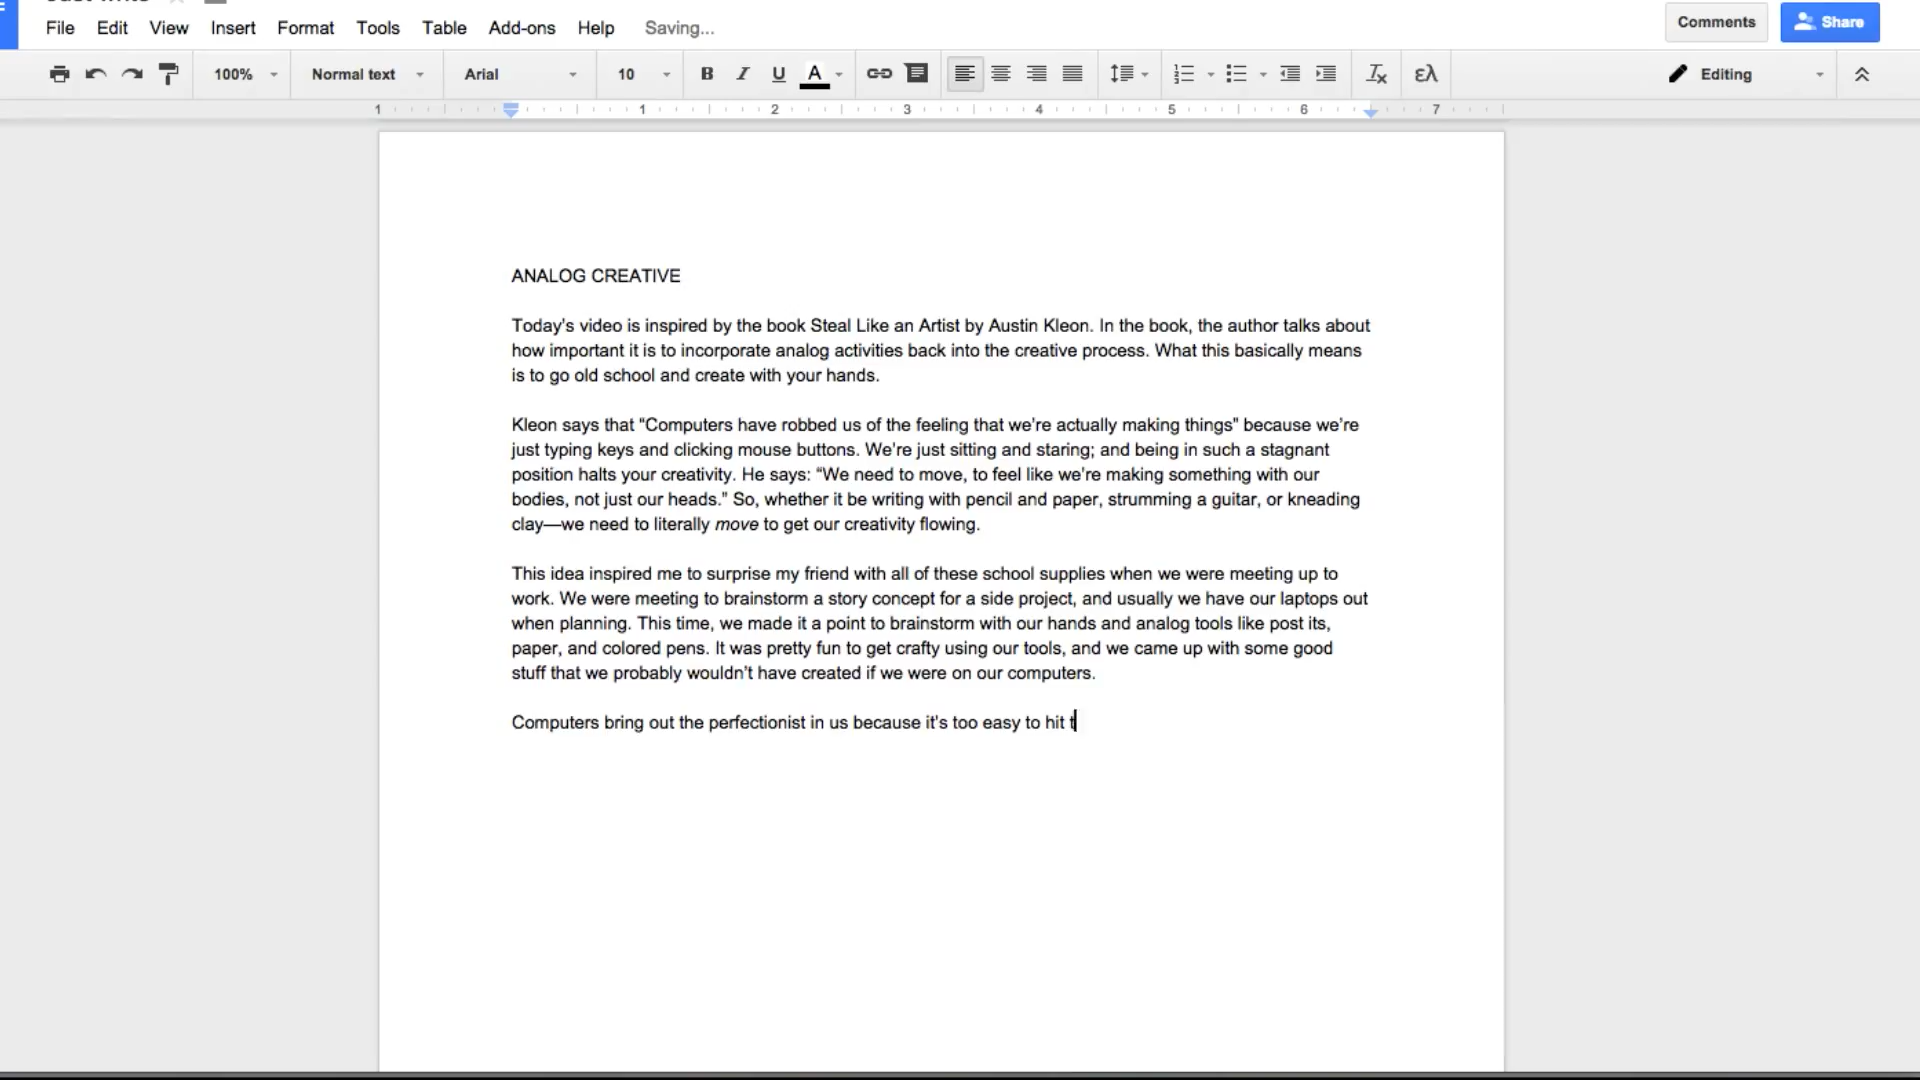 File Edit View Insert Format Tools Table Add-ons Help Saving...
Comments
Share
100% Normal text Arial 10 B I U A Editing
1 1 2 3 4 5 6 7
ANALOG CREATIVE
Today's video is inspired by the book Steal Like an Artist by Austin Kleon. In the book, the author talks about
how important it is to incorporate analog activities back into the creative process. What this basically means
is to go old school and create with your hands.
Kleon says that “Computers have robbed us of the feeling that we’re actually making things” because we’re
just typing keys and clicking mouse buttons. We’re just sitting and staring; and being in such a stagnant
position halts your creativity. He says: “We need to move, to feel like we’re making something with our
bodies, not just our heads.” So, whether it be writing with pencil and paper, strumming a guitar, or kneading
clay—we need to literally move to get our creativity flowing.
This idea inspired me to surprise my friend with all of these school supplies when we were meeting up to
work. We were meeting to brainstorm a story concept for a side project, and usually we have our laptops out
when planning. This time, we made it a point to brainstorm with our hands and analog tools like post its,
paper, and colored pens. It was pretty fun to get crafty using our tools, and we came up with some good
stuff that we probably wouldn’t have created if we were on our computers.
Computers bring out the perfectionist in us because it's too easy to hit t